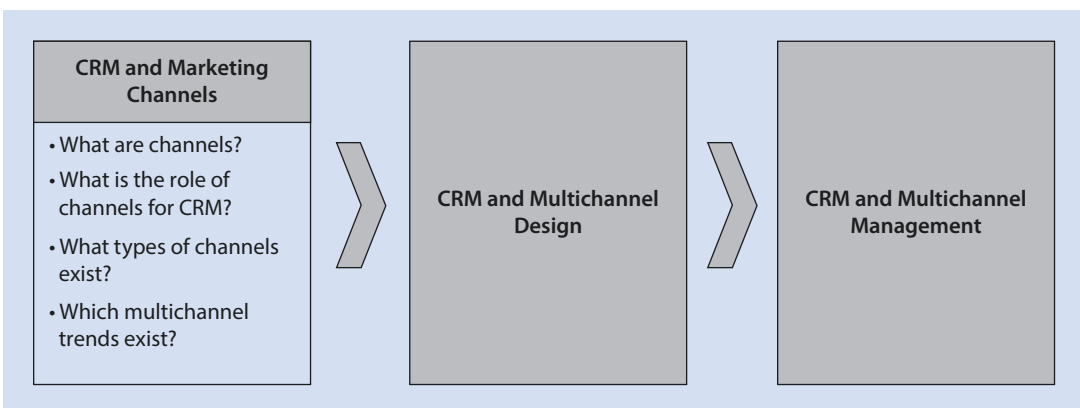 CRM and Marketing
Channels
• What are channels?
• What is the role of
channels for CRM?
• What types of channels
exist?
• Which multichannel
trends exist?
CRM and Multichannel
Design
CRM and Multichannel
Management